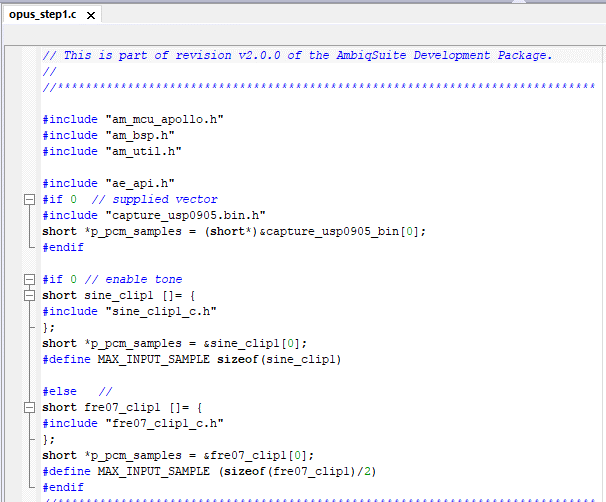 opus_step1.c
// This is part of revision v2.0.0 of the AmbiqSuite Development Package.
//
//*****************************************************************************
#include "am_mcu_apollo.h"
#include "am_bsp.h"
#include "am_util.h"
#include "ae_api.h"
#if 0  // supplied vector
#include "capture_usp0905.bin.h"
short *p_pcm_samples = (short*)&capture_usp0905_bin[0];
#endif
#if 0 // enable tone
short sine_clip1 []= {
#include "sine_clip1_c.h"
};
short *p_pcm_samples = &sine_clip1[0];
#define MAX_INPUT_SAMPLE sizeof(sine_clip1)
#else   //
short fre07_clip1 []= {
#include "fre07_clip1_c.h"
};
short *p_pcm_samples = &fre07_clip1[0];
#define MAX_INPUT_SAMPLE (sizeof(fre07_clip1)/2)
#endif
//*****************************************************************************